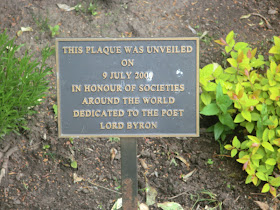 THIS PLAQUE WAS UNVEILED
ON
9 JULY
IN HONOUR OF SOCIETIES
AROUND THE WORLD
DEDICATED TO THE POET
LORD BYRON